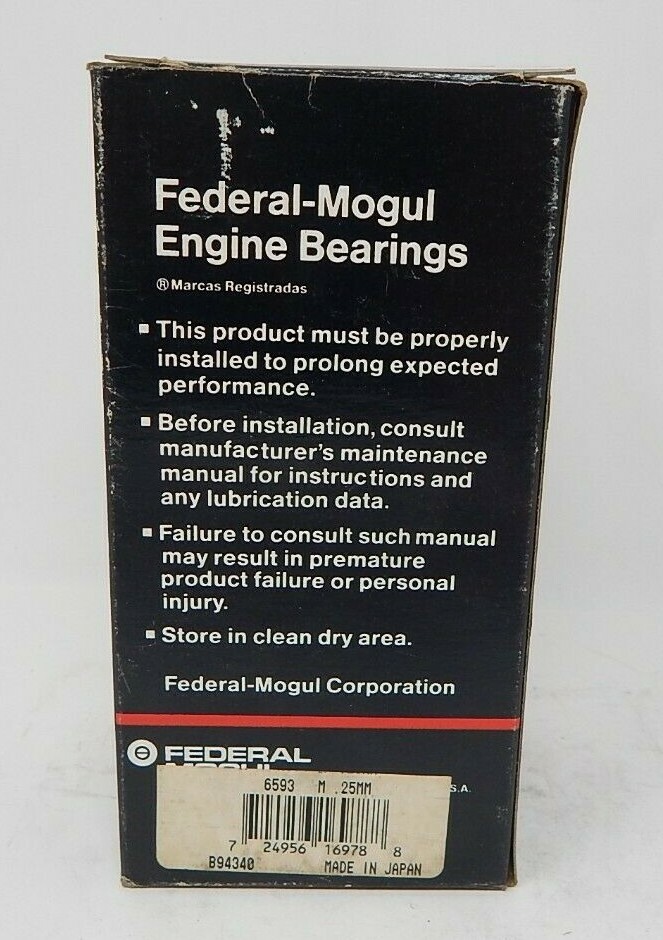 Federal-Mogul
Engine Bearings
® Marcas Registradas
▪ This product must be properly
installed to prolong expected
performance.
▪ Before installation, consult
manufacturer's maintenance
manual for instructions and
any lubrication data.
▪ Failure to consult such manual
may result in premature
product failure or personal
injury.
▪ Store in clean dry area.
Federal-Mogul Corporation
FEDERAL
MOGUL
S.A.
6593 M .25MM
7 24956 16978 8
B94340 MADE IN JAPAN